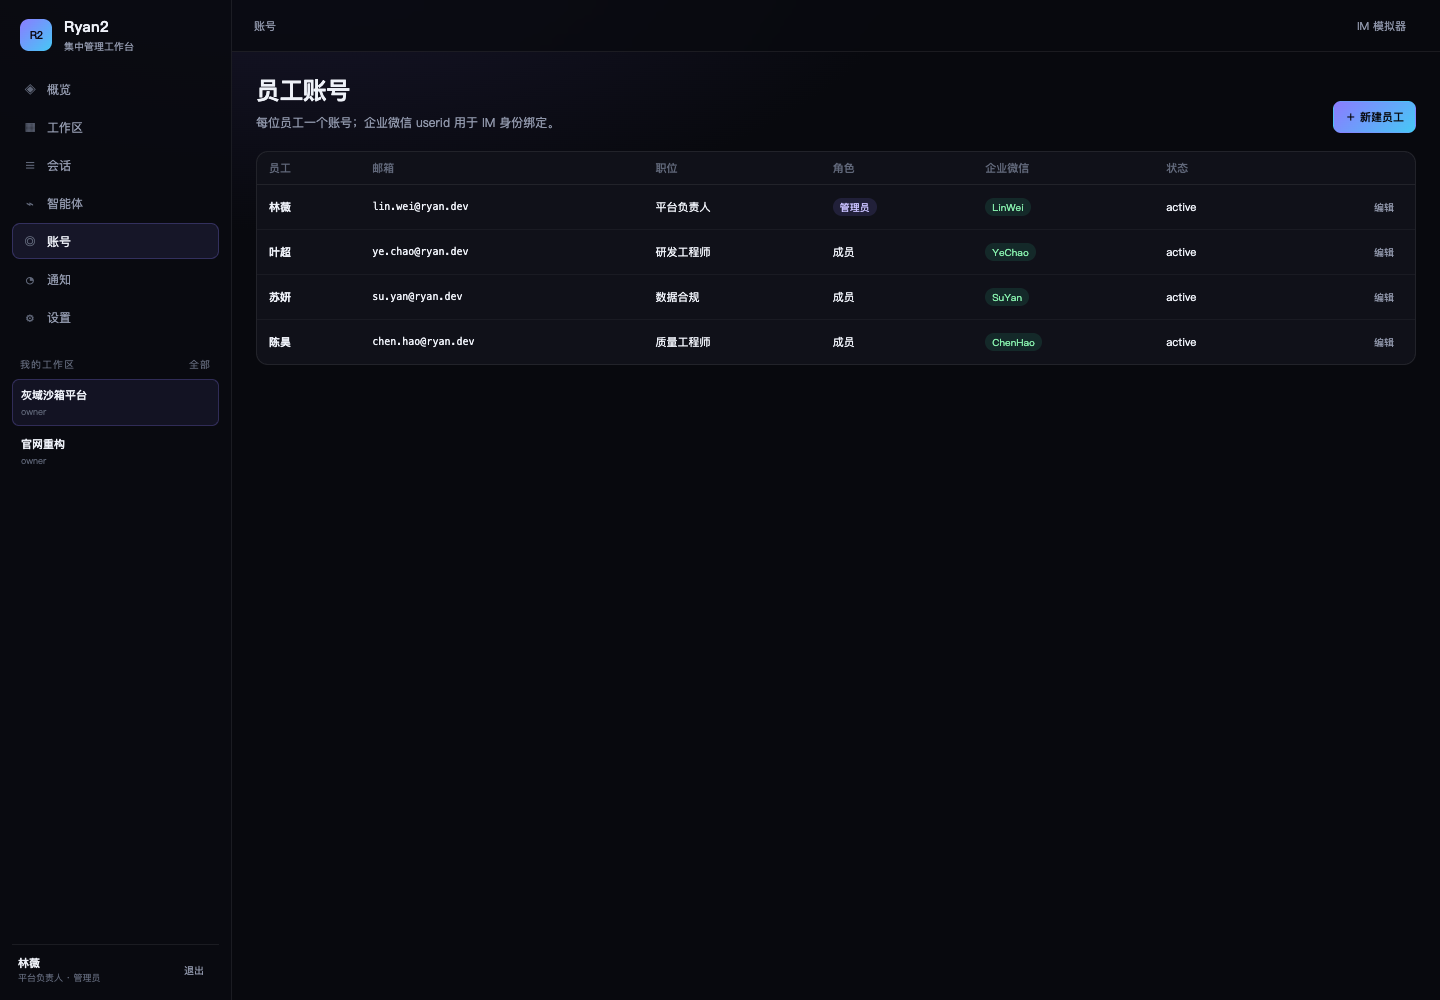 R2
Ryan2
集中管理工作台
概览
工作区
会话
智能体
账号
通知
设置
我的工作区 全部
灰域沙箱平台
owner
官网重构
owner
林薇
平台负责人 · 管理员
退出
账号 IM 模拟器
员工账号
每位员工一个账号；企业微信 userid 用于 IM 身份绑定。
+ 新建员工
员工 邮箱 职位 角色 企业微信 状态
林薇 lin.wei@ryan.dev 平台负责人 管理员 LinWei active 编辑
叶超 ye.chao@ryan.dev 研发工程师 成员 YeChao active 编辑
苏妍 su.yan@ryan.dev 数据合规 成员 SuYan active 编辑
陈昊 chen.hao@ryan.dev 质量工程师 成员 ChenHao active 编辑